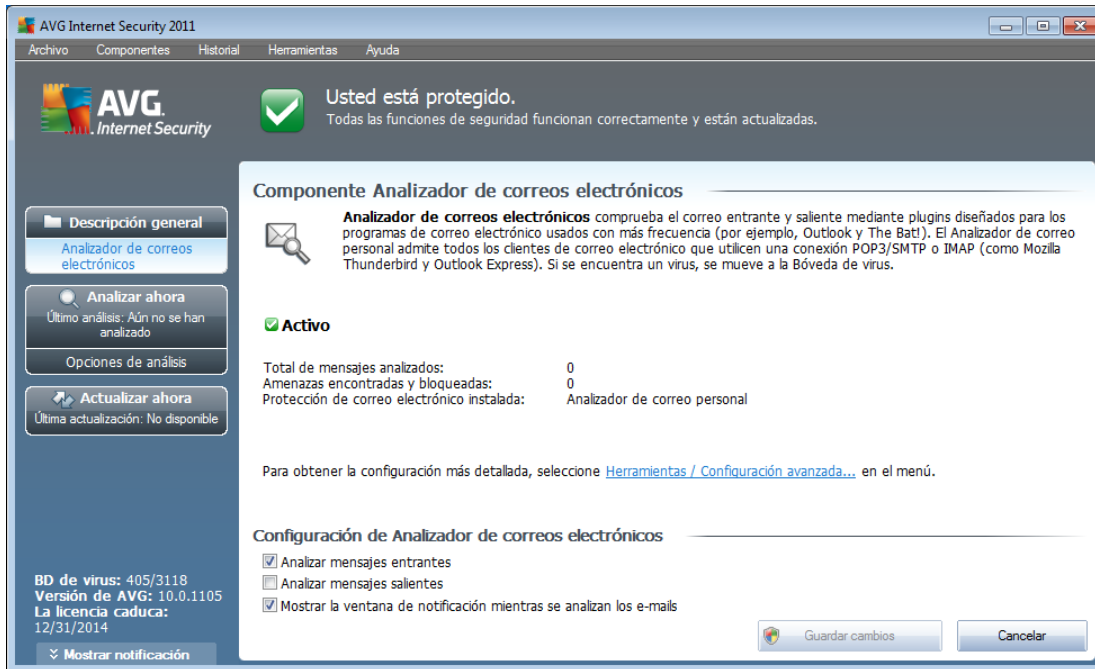 AVG Internet Security 2011
Archivo Componentes Historial Herramientas Ayuda
AVG.
Internet Security
Usted está protegido.
Todas las funciones de seguridad funcionan correctamente y están actualizadas.
Descripción general
Analizador de correos
electrónicos
Analizar ahora
Último análisis: Aún no se han
analizado
Opciones de análisis
Actualizar ahora
Última actualización: No disponible
BD de virus: 405/3118
Versión de AVG: 10.0.1105
La licencia caduca:
12/31/2014
Mostrar notificación
Componente Analizador de correos electrónicos
Analizador de correos electrónicos comprueba el correo entrante y saliente mediante plugins diseñados para los
programas de correo electrónico usados con más frecuencia (por ejemplo, Outlook y The Bat!). El Analizador de correo
personal admite todos los clientes de correo electrónico que utilicen una conexión POP3/SMTP o IMAP (como Mozilla
Thunderbird y Outlook Express). Si se encuentra un virus, se mueve a la Bóveda de virus.
Activo
Total de mensajes analizados: 0
Amenazas encontradas y bloqueadas: 0
Protección de correo electrónico instalada: Analizador de correo personal
Para obtener la configuración más detallada, seleccione Herramientas / Configuración avanzada... en el menú.
Configuración de Analizador de correos electrónicos
Analizar mensajes entrantes
Analizar mensajes salientes
Mostrar la ventana de notificación mientras se analizan los e-mails
Guardar cambios Cancelar